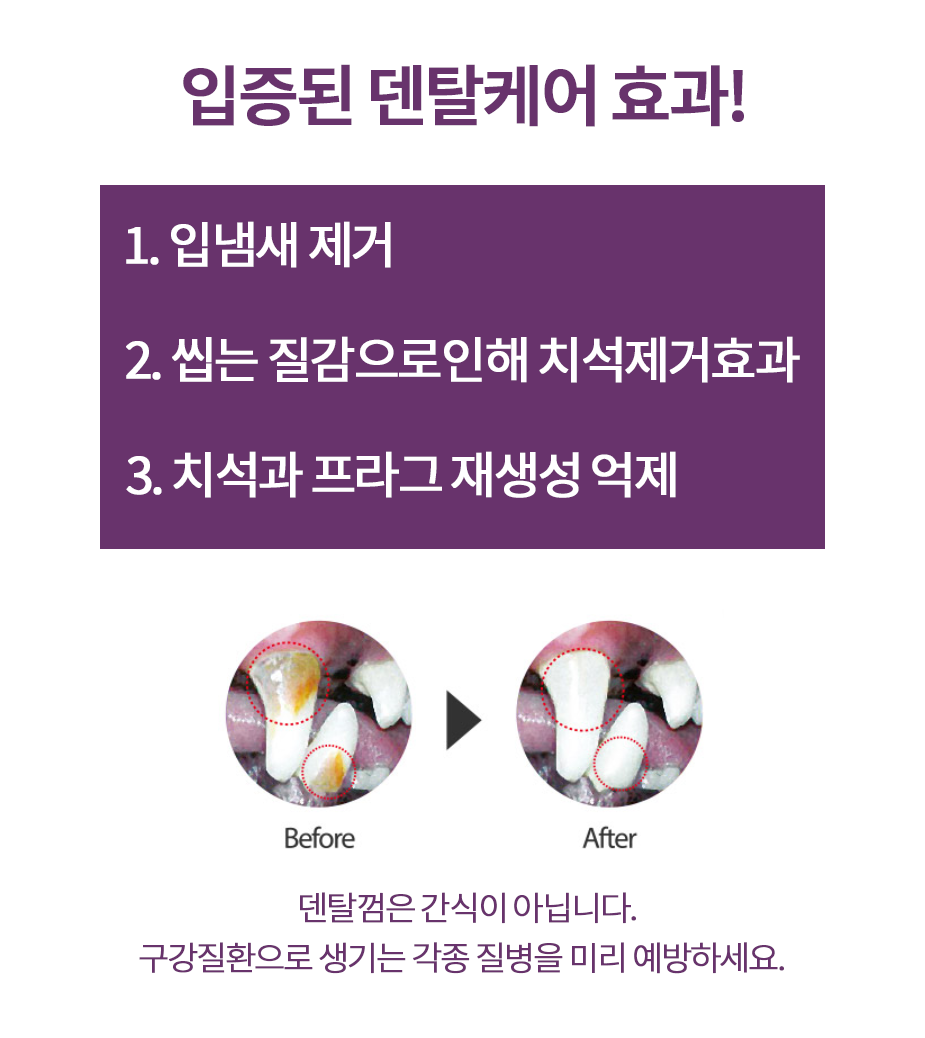 입증된 덴탈케어 효과!
1. 입냄새 제거
2. 씹는 질감으로인해 치석제거효과
3. 치석과 프라그 재생성 억제
Before
After
덴탈껌은 간식이 아닙니다.
구강질환으로 생기는 각종 질병을 미리 예방하세요.